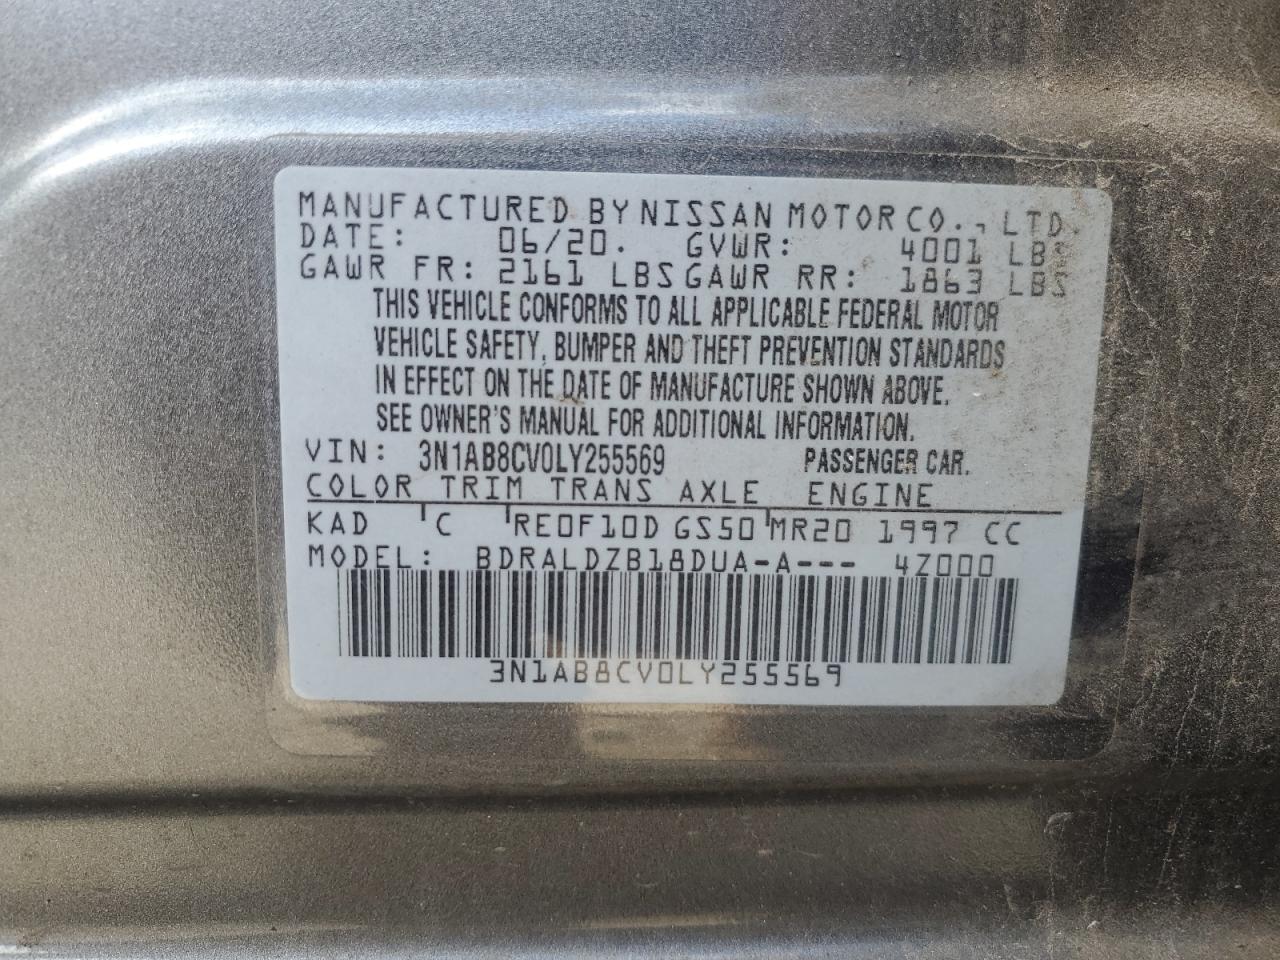 MANUFACTURED BY NISSAN MOTOR CO., LTD.
DATE: 06/20. GVWR: 4001 LBS
GAWR FR: 2161 LBS GAWR RR: 1863 LBS
THIS VEHICLE CONFORMS TO ALL APPLICABLE FEDERAL MOTOR
VEHICLE SAFETY, BUMPER AND THEFT PREVENTION STANDARDS
IN EFFECT ON THE DATE OF MANUFACTURE SHOWN ABOVE.
SEE OWNER'S MANUAL FOR ADDITIONAL INFORMATION.
VIN: 3N1AB8CV0LY255569 PASSENGER CAR.
COLOR TRIM TRANS AXLE ENGINE
KAD C RE0F10D GS50 MR20 1997 CC
MODEL: BDRALDZB18DUA-A--- 4Z000
3N1AB8CV0LY255569